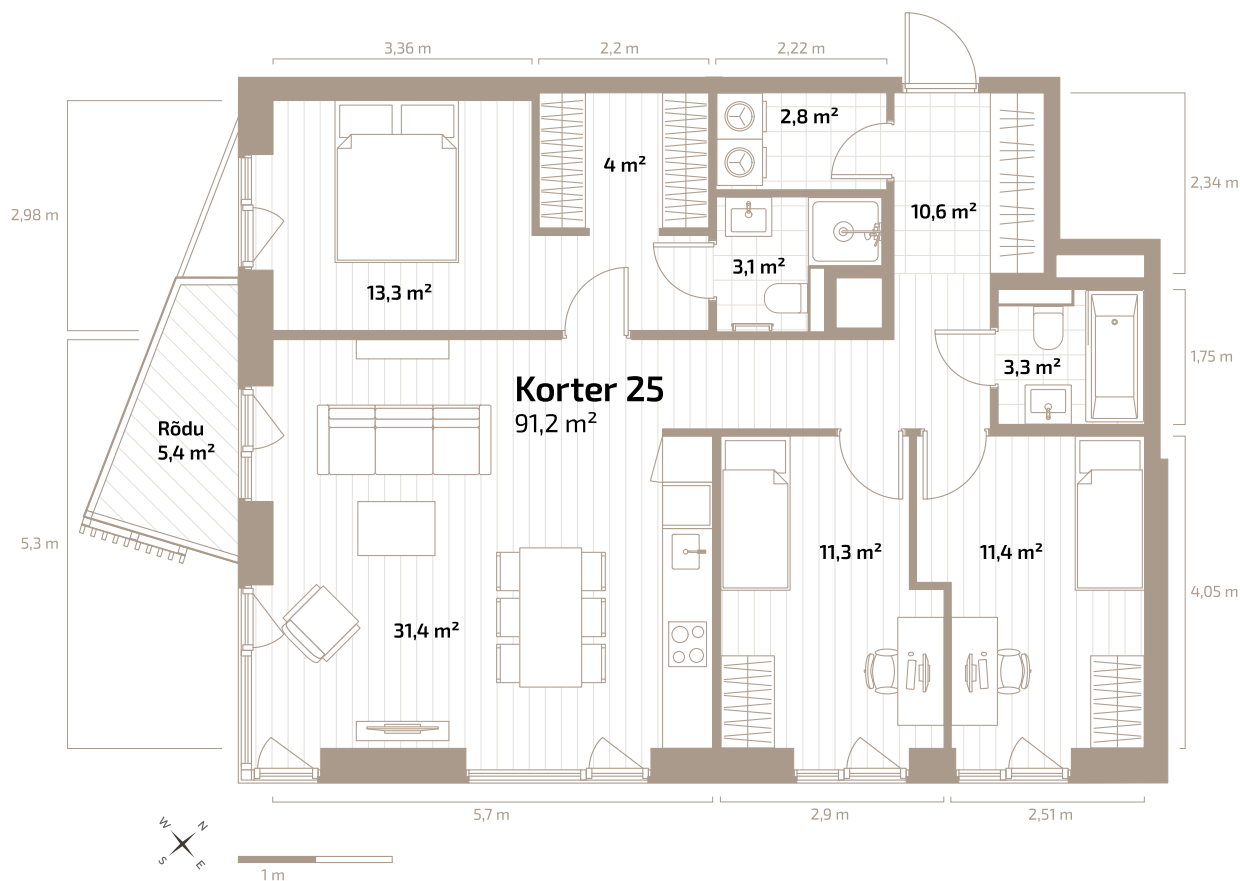 3,36 m
2,2 m
2,22 m
2,8 m²
4 m²
2,34 m
2,98 m
10,6 m²
3,1 m²
13,3 m²
1,75 m
3,3 m²
Korter 25
91,2 m²
Rõdu
5,4 m²
5,3 m
11,3 m²
11,4 m²
4,05 m
31,4 m²
5,7 m
2,9 m
2,51 m
W
N
S
E
1 m